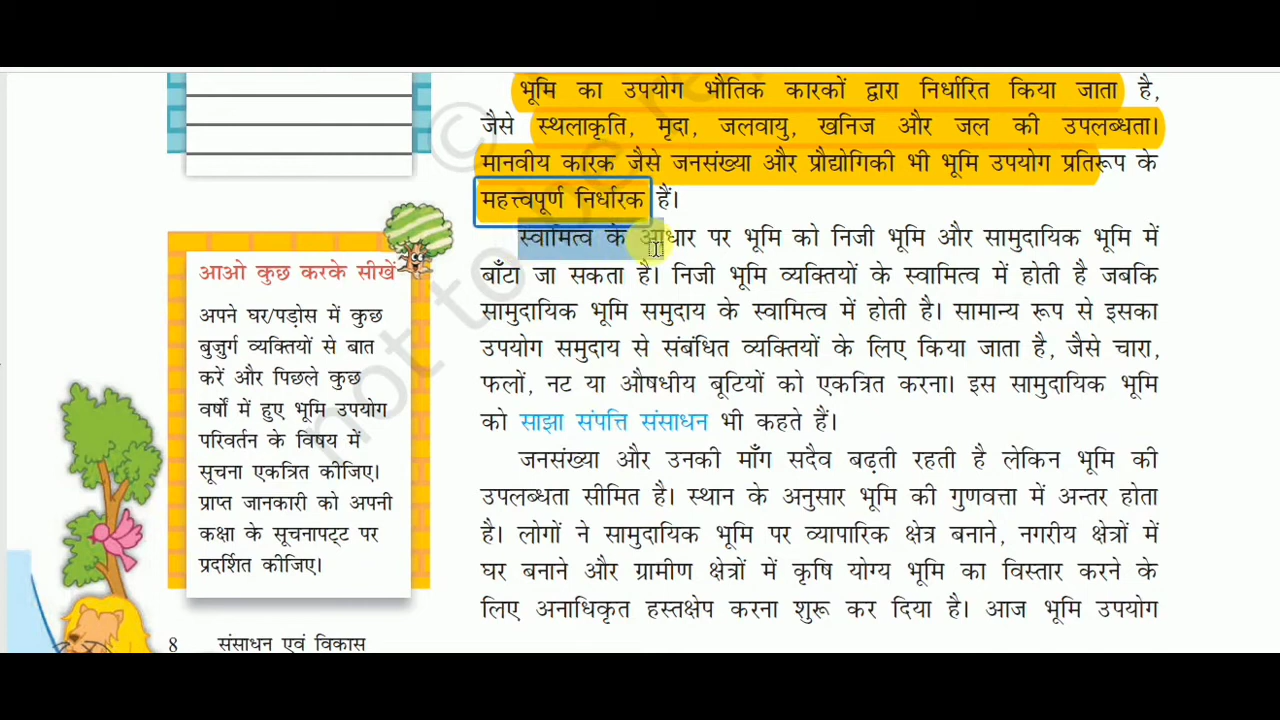 भूमि का उपयोग भौतिक कारकों द्वारा निर्धारित किया जाता है,
जैसे स्थलाकृति, मृदा, जलवायु, खनिज और जल की उपलब्धता।
मानवीय कारक जैसे जनसंख्या और प्रौद्योगिकी भी भूमि उपयोग प्रतिरूप के
महत्त्वपूर्ण निर्धारक हैं।
स्वामित्व के आधार पर भूमि को निजी भूमि और सामुदायिक भूमि में
बाँटा जा सकता है। निजी भूमि व्यक्तियों के स्वामित्व में होती है जबकि
सामुदायिक भूमि समुदाय के स्वामित्व में होती है। सामान्य रूप से इसका
उपयोग समुदाय से संबंधित व्यक्तियों के लिए किया जाता है, जैसे चारा,
फलों, नट या औषधीय बूटियों को एकत्रित करना। इस सामुदायिक भूमि
को साझा संपत्ति संसाधन भी कहते हैं।
जनसंख्या और उनकी माँग सदैव बढ़ती रहती है लेकिन भूमि की
उपलब्धता सीमित है। स्थान के अनुसार भूमि की गुणवत्ता में अन्तर होता
है। लोगों ने सामुदायिक भूमि पर व्यापारिक क्षेत्र बनाने, नगरीय क्षेत्रों में
घर बनाने और ग्रामीण क्षेत्रों में कृषि योग्य भूमि का विस्तार करने के
लिए अनाधिकृत हस्तक्षेप करना शुरू कर दिया है। आज भूमि उपयोग
आओ कुछ करके सीखें
अपने घर/पड़ोस में कुछ
बुज़ुर्ग व्यक्तियों से बात
करें और पिछले कुछ
वर्षों में हुए भूमि उपयोग
परिवर्तन के विषय में
सूचना एकत्रित कीजिए।
प्राप्त जानकारी को अपनी
कक्षा के सूचनापट्ट पर
प्रदर्शित कीजिए।
8 संसाधन एवं विकास
© not to be re